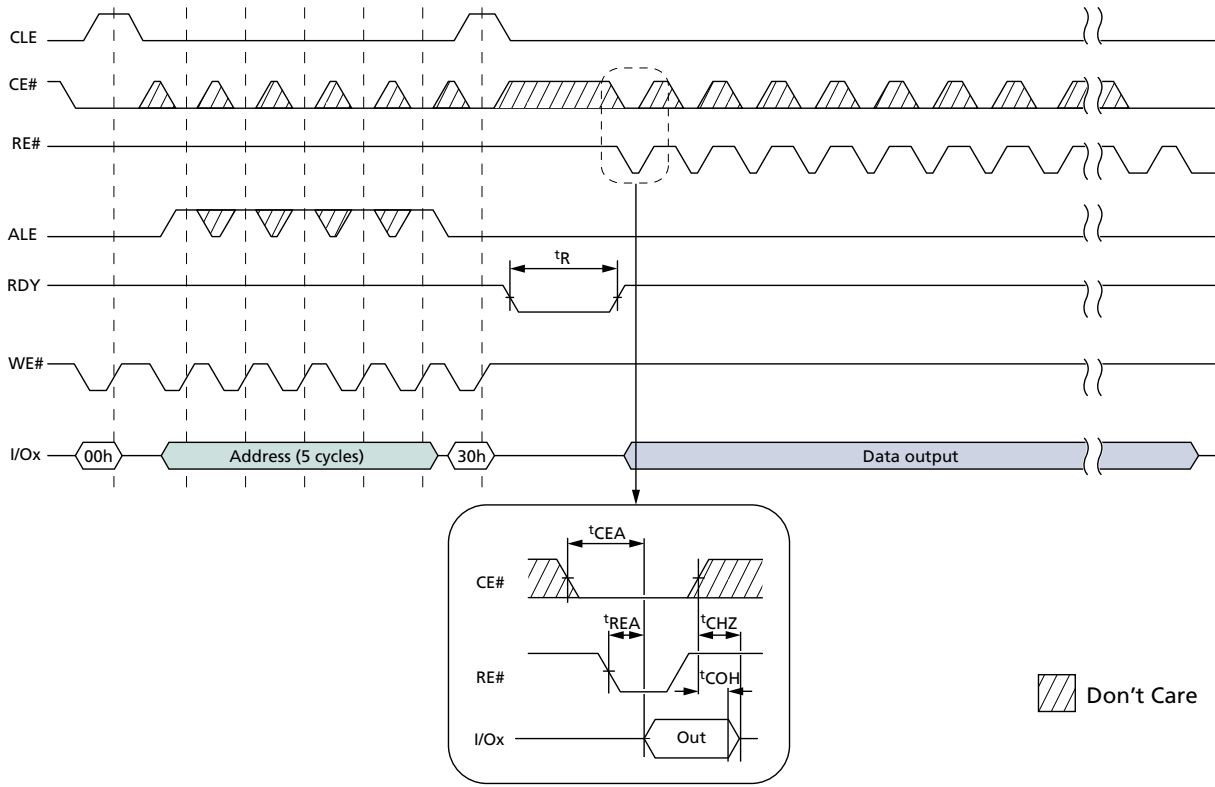 CLE
CE#
RE#
ALE
tR
RDY
WE#
I/Ox 00h Address (5 cycles) 30h Data output
tCEA
CE#
tREA tCHZ
RE# tCOH
I/Ox Out
Don't Care